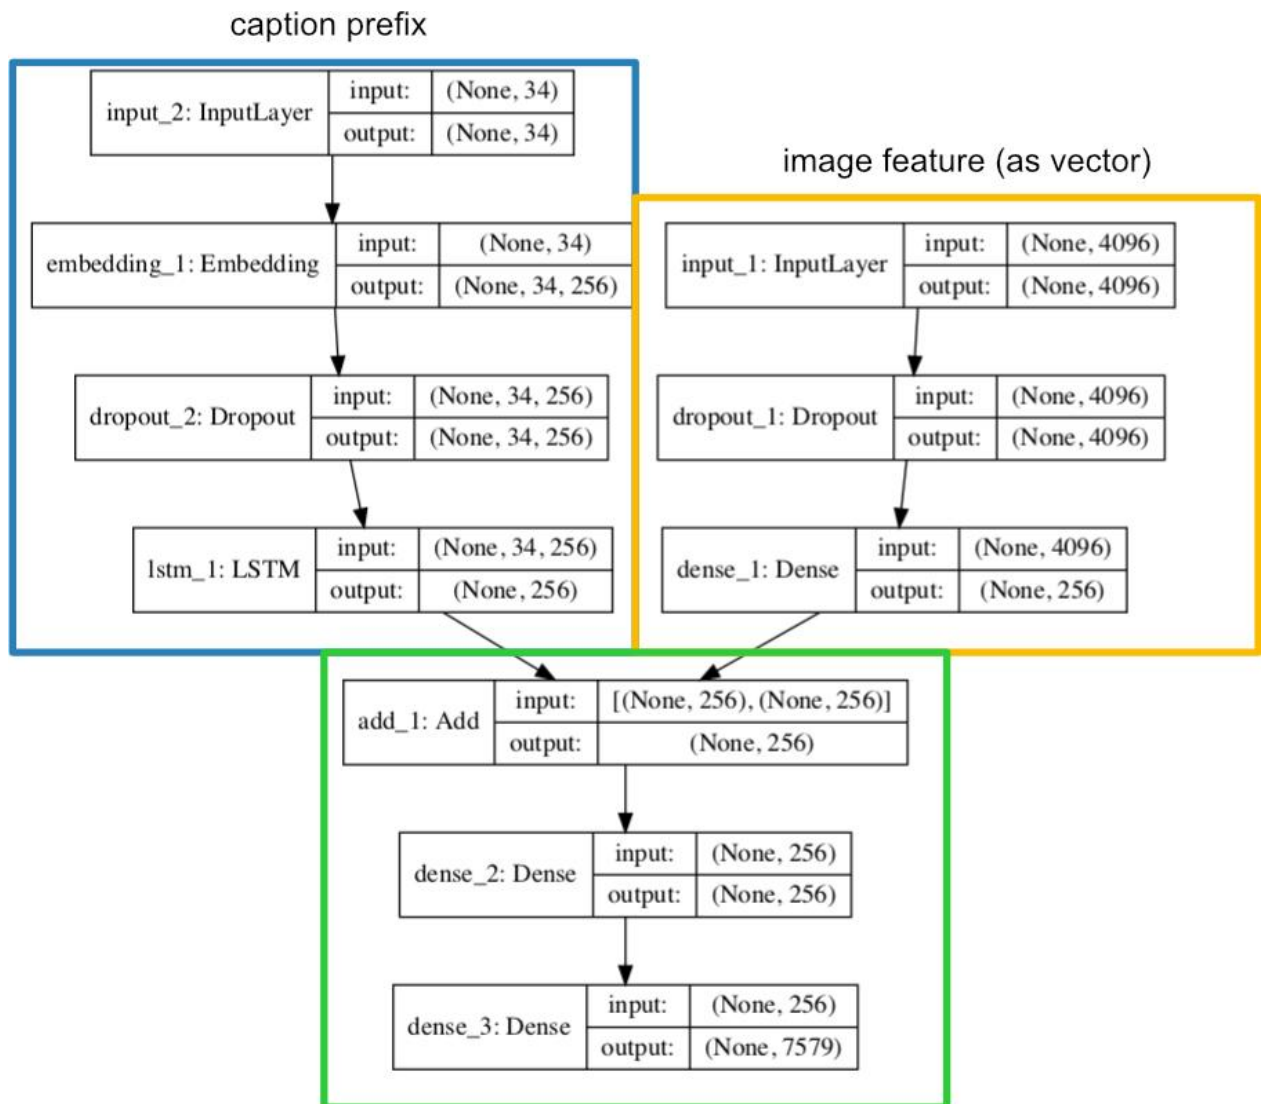 caption prefix
input_2: InputLayer
input: (None, 34)
output: (None, 34)
embedding_1: Embedding
input: (None, 34)
output: (None, 34, 256)
dropout_2: Dropout
input: (None, 34, 256)
output: (None, 34, 256)
lstm_1: LSTM
input: (None, 34, 256)
output: (None, 256)
image feature (as vector)
input_1: InputLayer
input: (None, 4096)
output: (None, 4096)
dropout_1: Dropout
input: (None, 4096)
output: (None, 4096)
dense_1: Dense
input: (None, 4096)
output: (None, 256)
add_1: Add
input: [(None, 256), (None, 256)]
output: (None, 256)
dense_2: Dense
input: (None, 256)
output: (None, 256)
dense_3: Dense
input: (None, 256)
output: (None, 7579)